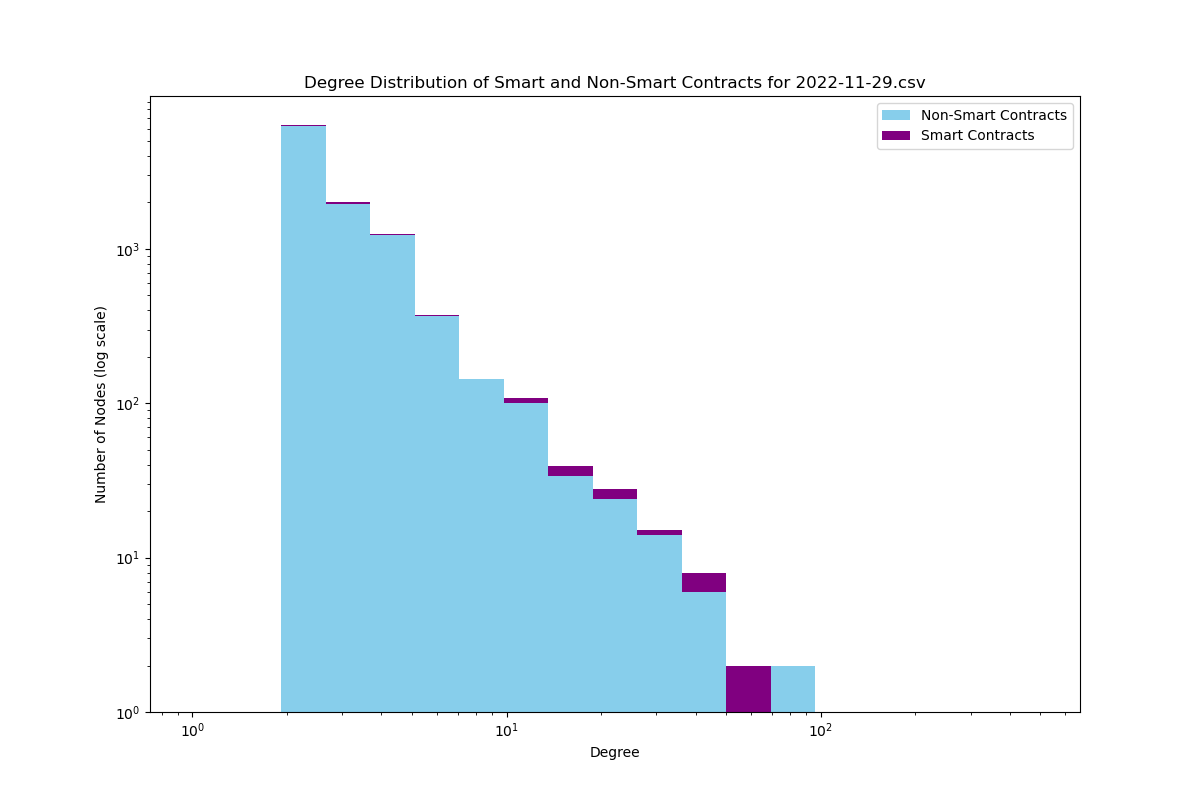 Degree Distribution of Smart and Non-Smart Contracts for 2022-11-29.csv
Non-Smart Contracts
Smart Contracts
Number of Nodes (log scale)
10³
10²
10¹
10⁰
10⁰ 10¹ 10²
Degree